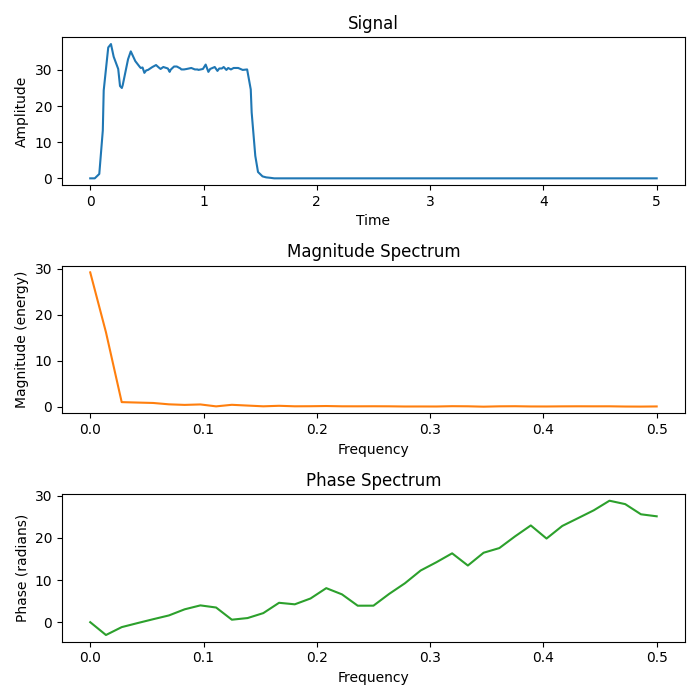 Signal
Amplitude
30
20
10
0
0 1 2 3 4 5
Time
Magnitude Spectrum
Magnitude (energy)
30
20
10
0
0.0 0.1 0.2 0.3 0.4 0.5
Frequency
Phase Spectrum
Phase (radians)
30
20
10
0
0.0 0.1 0.2 0.3 0.4 0.5
Frequency